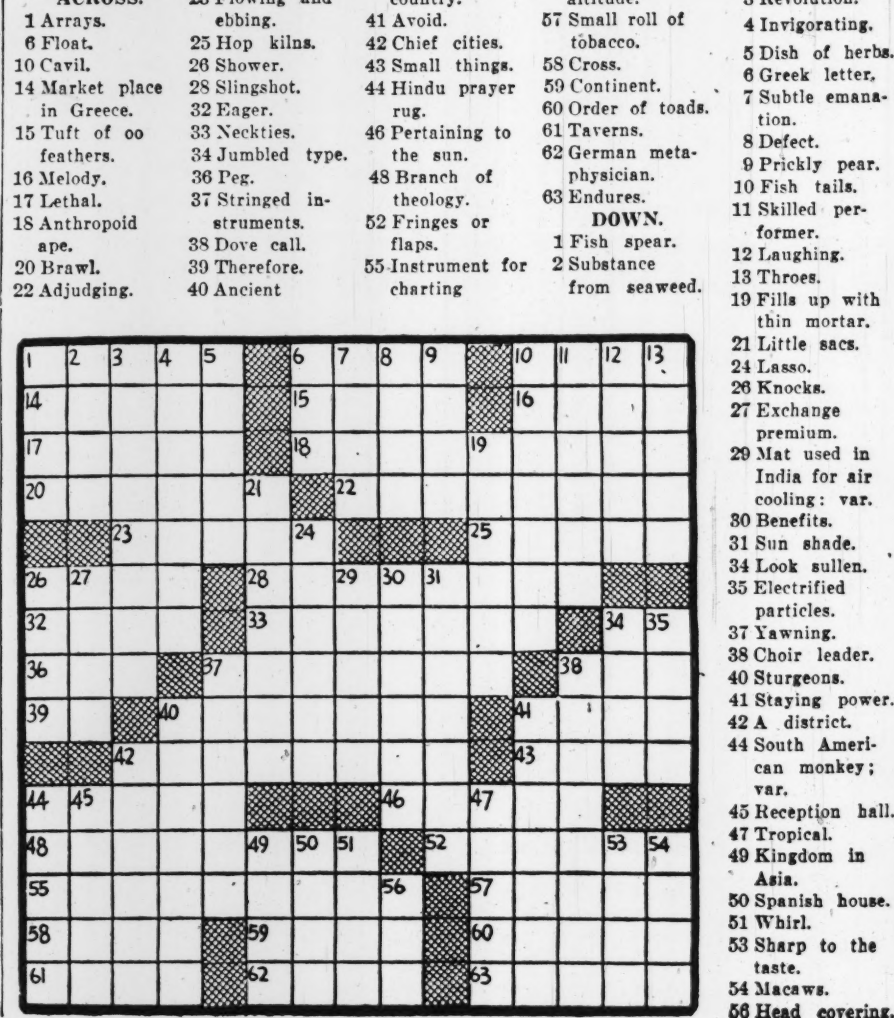 ACROSS.
1 Arrays.
6 Float.
10 Cavil.
14 Market place
in Greece.
15 Tuft of oo
feathers.
16 Melody.
17 Lethal.
18 Anthropoid
ape.
20 Brawl.
22 Adjudging.
23 Flowing and
ebbing.
25 Hop kilns.
26 Shower.
28 Slingshot.
32 Eager.
33 Neckties.
34 Jumbled type.
36 Peg.
37 Stringed in-
struments.
38 Dove call.
39 Therefore.
40 Ancient
country.
41 Avoid.
42 Chief cities.
43 Small things.
44 Hindu prayer
rug.
46 Pertaining to
the sun.
48 Branch of
theology.
52 Fringes or
flaps.
55 Instrument for
charting
altitude.
57 Small roll of
tobacco.
58 Cross.
59 Continent.
60 Order of toads.
61 Taverns.
62 German meta-
physician.
63 Endures.
DOWN.
1 Fish spear.
2 Substance
from seaweed.
3 Revolution.
4 Invigorating.
5 Dish of herbs.
6 Greek letter.
7 Subtle emana-
tion.
8 Defect.
9 Prickly pear.
10 Fish tails.
11 Skilled per-
former.
12 Laughing.
13 Throes.
19 Fills up with
thin mortar.
21 Little sacs.
24 Lasso.
26 Knocks.
27 Exchange
premium.
29 Mat used in
India for air
cooling: var.
30 Benefits.
31 Sun shade.
34 Look sullen.
35 Electrified
particles.
37 Yawning.
38 Choir leader.
40 Sturgeons.
41 Staying power.
42 A district.
44 South Ameri-
can monkey;
var.
45 Reception hall.
47 Tropical.
49 Kingdom in
Asia.
50 Spanish house.
51 Whirl.
53 Sharp to the
taste.
54 Macaws.
56 Head covering.
1 2 3 4 5 6 7 8 9 10 11 12 13
14 15 16
17 18 19
20 21 22
23 24 25
26 27 28 29 30 31
32 33 34 35
36 37 38
39 40 41
42 43
44 45 46 47
48 49 50 51 52 53 54
55 56 57
58 59 60
61 62 63